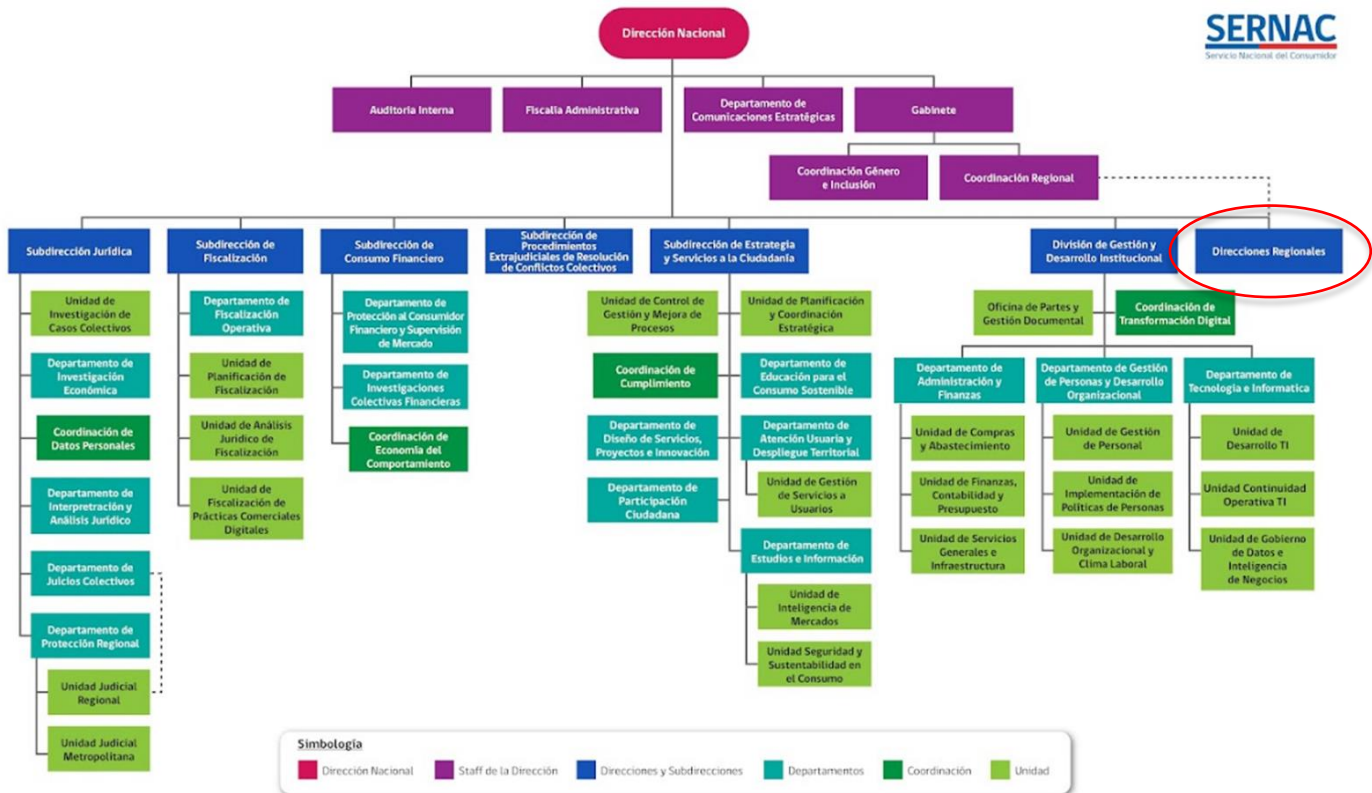 Dirección Nacional
SERNAC
Servicio Nacional del Consumidor
Auditoria Interna
Fiscalía Administrativa
Departamento de
Comunicaciones Estratégicas
Gabinete
Coordinación Género
e Inclusión
Coordinación Regional
Subdirección Jurídica
Subdirección de
Fiscalización
Subdirección de
Consumo Financiero
Subdirección de
Procedimientos
Extrajudiciales de Resolución
de Conflictos Colectivos
Subdirección de Estrategia
y Servicios a la Ciudadanía
División de Gestión y
Desarrollo Institucional
Direcciones Regionales
Unidad de
Investigación de
Casos Colectivos
Departamento de
Investigación
Económica
Coordinación de
Datos Personales
Departamento de
Interpretración y
Análisis Jurídico
Departamento de
Juicios Colectivos
Departamento de
Protección Regional
Unidad Judicial
Regional
Unidad Judicial
Metropolitana
Departamento de
Fiscalización
Operativa
Unidad de
Planificación de
Fiscalización
Unidad de Análisis
Jurídico de
Fiscalización
Unidad de
Fiscalización de
Prácticas Comerciales
Digitales
Departamento de
Protección al Consumidor
Financiero y Supervisión
de Mercado
Departamento de
Investigaciones
Colectivas Financieras
Coordinación de
Economía del
Comportamiento
Unidad de Control de
Gestión y Mejora de
Procesos
Unidad de Planificación y
Coordinación Estratégica
Coordinación de
Cumplimiento
Departamento de
Educación para el
Consumo Sostenible
Departamento de
Diseño de Servicios,
Proyectos e Innovación
Departamento de
Atención Usuaria y
Despliegue Territorial
Departamento de
Participación
Ciudadana
Unidad de Gestión
de Servicios a
Usuarios
Departamento de
Estudios e Información
Unidad de
Inteligencia de
Mercados
Unidad Seguridad y
Sustentabilidad en
el Consumo
Oficina de Partes y
Gestión Documental
Coordinación de
Transformación Digital
Departamento de
Administración y
Finanzas
Departamento de Gestión
de Personas y Desarrollo
Organizacional
Departamento de
Tecnología e Informatica
Unidad de Compras
y Abastecimiento
Unidad de Gestión
de Personal
Unidad de
Desarrollo TI
Unidad de Finanzas,
Contabilidad y
Presupuesto
Unidad de
Implementación de
Políticas de Personas
Unidad Continuidad
Operativa TI
Unidad de Servicios
Generales e
Infraestructura
Unidad de Desarrollo
Organizacional y
Clima Laboral
Unidad de Gobierno
de Datos e
Inteligencia
de Negocios
Simbología
Dirección Nacional
Staff de la Dirección
Direcciones y Subdirecciones
Departamentos
Coordinación
Unidad